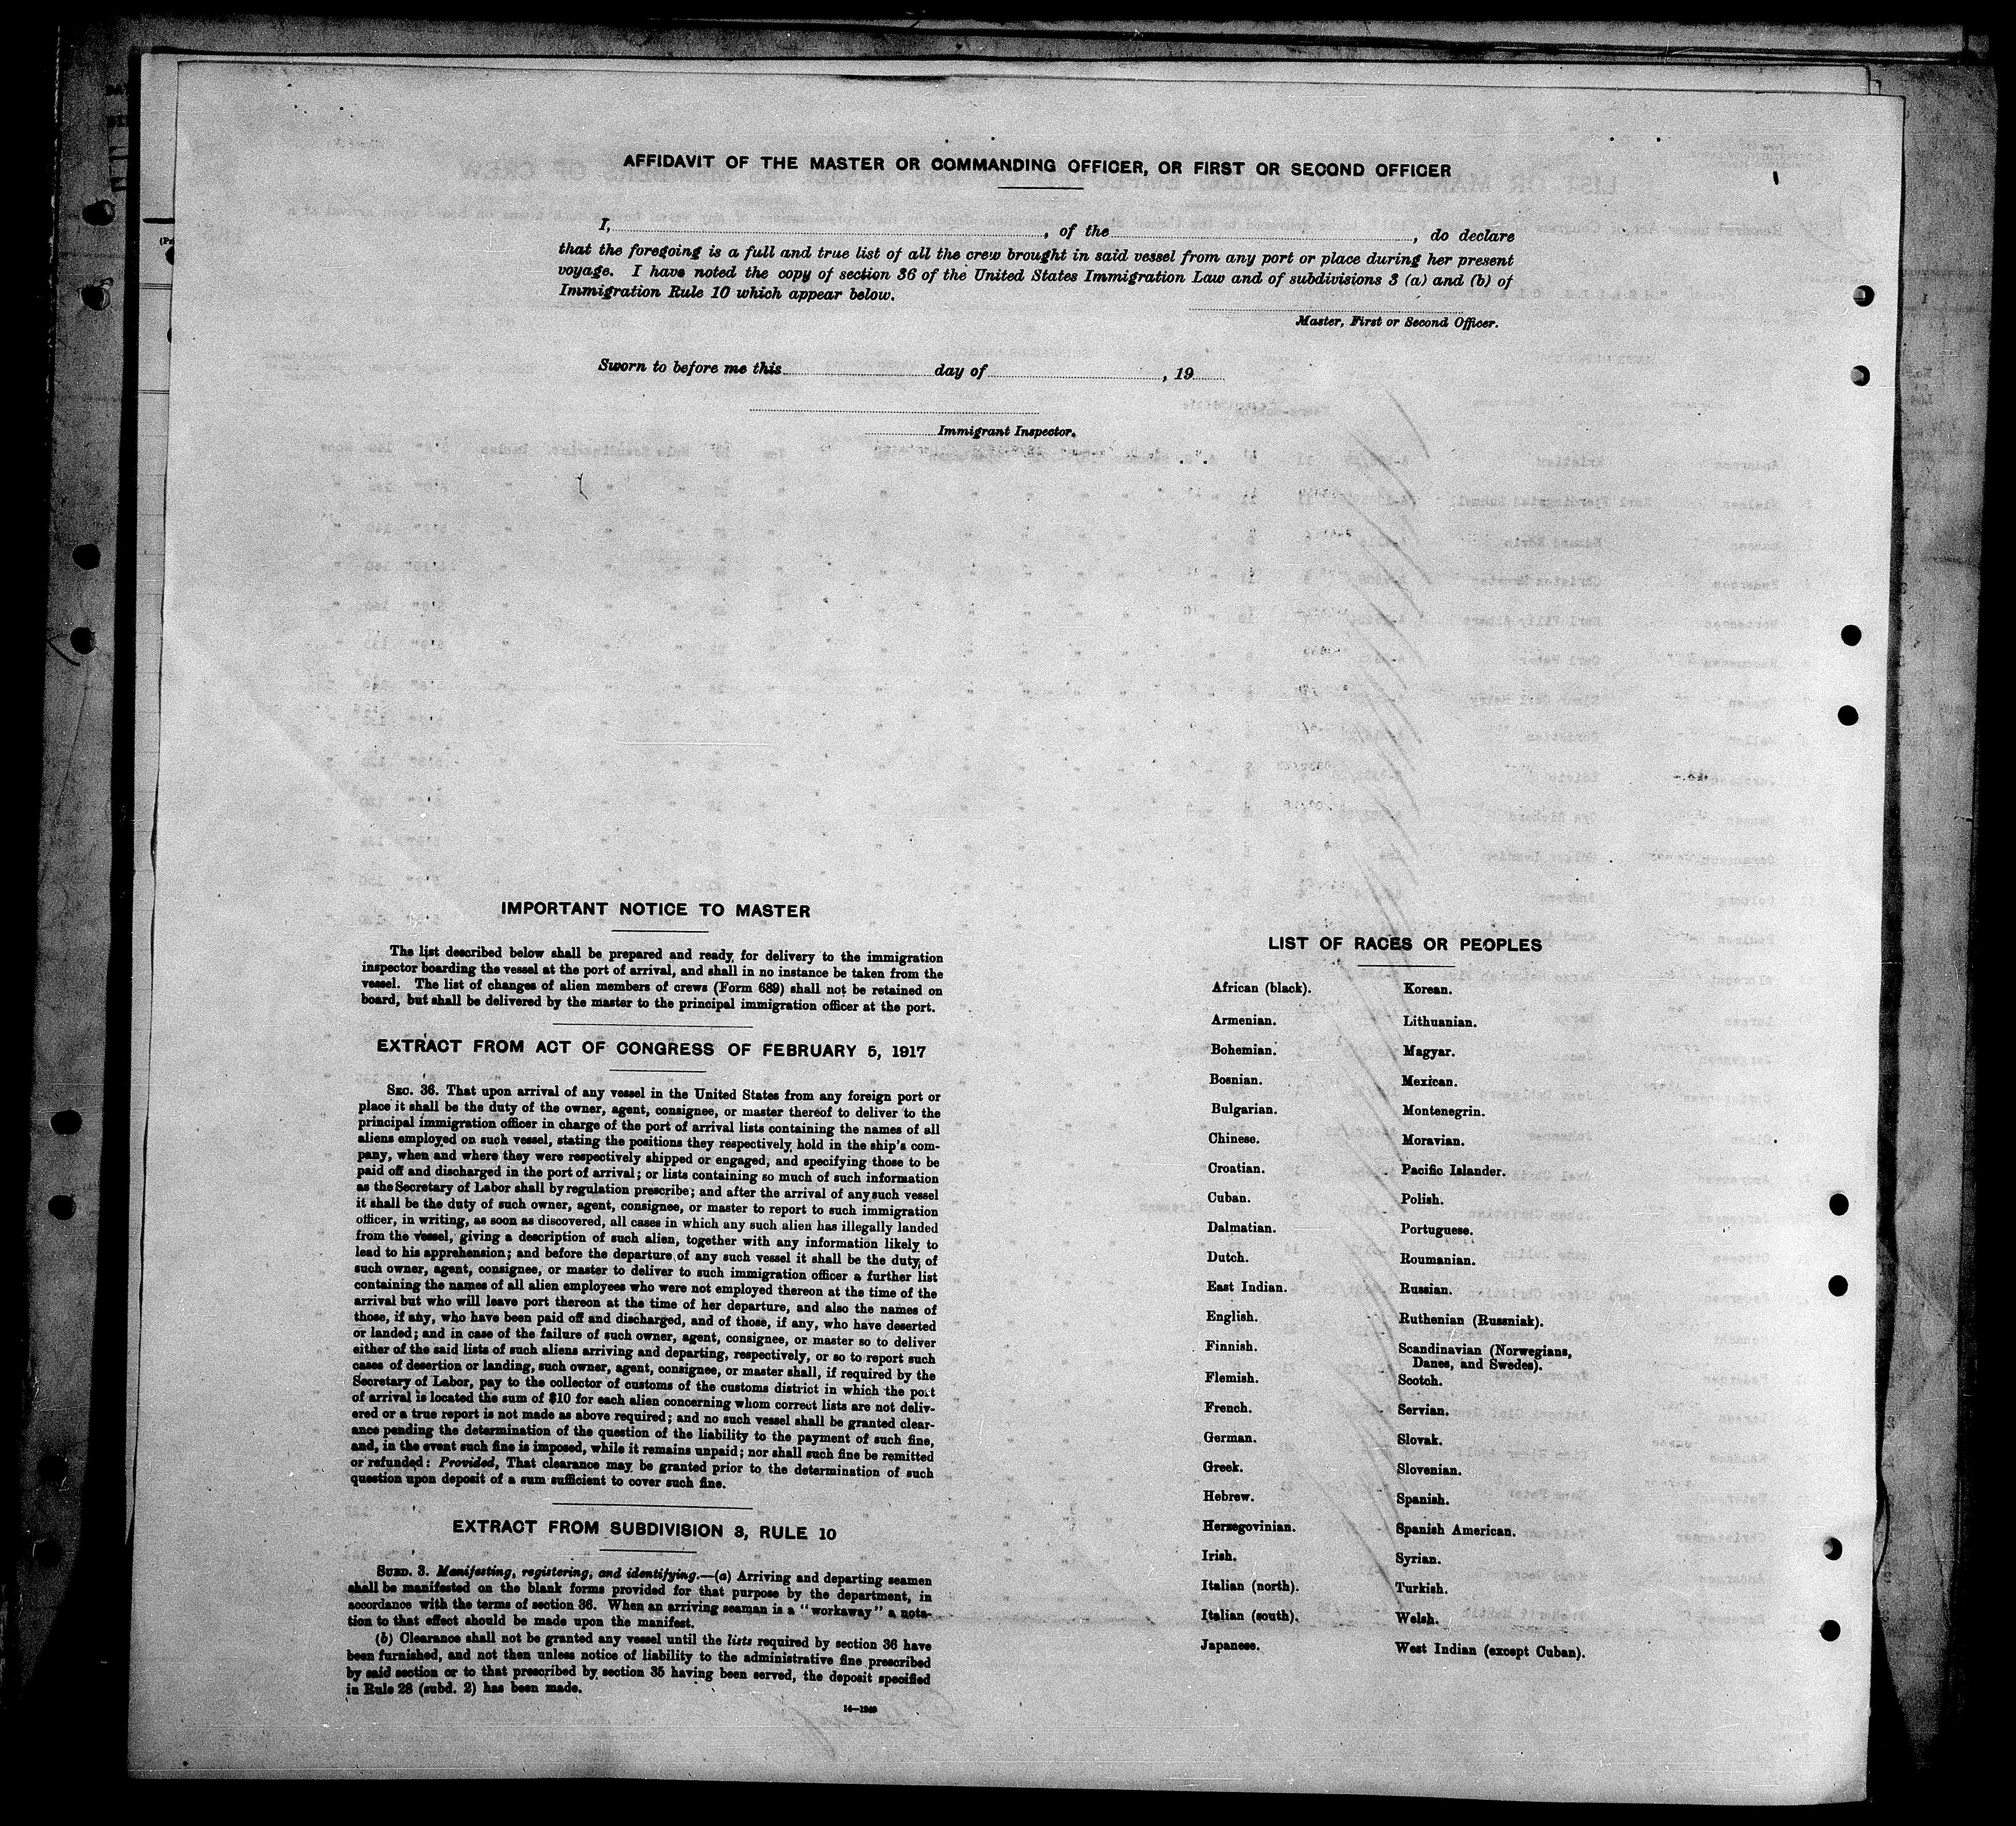 AFFIDAVIT OF THE MASTER OR COMMANDING OFFICER, OR FIRST OR SECOND OFFICER
I, , of the , do declare
that the foregoing is a full and true list of all the crew brought in said vessel from any port or place during her present
voyage. I have noted the copy of section 36 of the United States Immigration Law and of subdivisions 3 (a) and (b) of
Immigration Rule 10 which appear below.
Master, First or Second Officer.
Sworn to before me this day of , 19
Immigrant Inspector.
IMPORTANT NOTICE TO MASTER
The list described below shall be prepared and ready for delivery to the immigration
inspector boarding the vessel at the port of arrival, and shall in no instance be taken from the
vessel. The list of changes of alien members of crews (Form 689) shall not be retained on
board, but shall be delivered by the master to the principal immigration officer at the port.
EXTRACT FROM ACT OF CONGRESS OF FEBRUARY 5, 1917
SEC. 36. That upon arrival of any vessel in the United States from any foreign port or
place it shall be the duty of the owner, agent, consignee, or master thereof to deliver to the
principal immigration officer in charge of the port of arrival lists containing the names of all
aliens employed on such vessel, stating the positions they respectively hold in the ship's com-
pany, when and where they were respectively shipped or engaged, and specifying those to be
paid off and discharged in the port of arrival; or lists containing so much of such information
as the Secretary of Labor shall by regulation prescribe; and after the arrival of any such vessel
it shall be the duty of such owner, agent, consignee, or master to report to such immigration
officer, in writing, as soon as discovered, all cases in which any such alien has illegally landed
from the vessel, giving a description of such alien, together with any information likely to
lead to his apprehension; and before the departure of any such vessel it shall be the duty of
such owner, agent, consignee, or master to deliver to such immigration officer a further list
containing the names of all alien employees who were not employed thereon at the time of the
arrival but who will leave port thereon at the time of her departure, and also the names of
those, if any, who have been paid off and discharged, and of those, if any, who have deserted
or landed; and in case of the failure of such owner, agent, consignee, or master so to deliver
either of the said lists of such aliens arriving and departing, respectively, or so to report such
cases of desertion or landing, such owner, agent, consignee, or master shall, if required by the
Secretary of Labor, pay to the collector of customs of the customs district in which the port
of arrival is located the sum of $10 for each alien concerning whom correct lists are not deliv-
ered or a true report is not made as above required; and no such vessel shall be granted clear-
ance pending the determination of the question of the liability to the payment of such fine,
and, in the event such fine is imposed, while it remains unpaid; nor shall such fine be remitted
or refunded: Provided, That clearance may be granted prior to the determination of such
question upon deposit of a sum sufficient to cover such fine.
EXTRACT FROM SUBDIVISION 3, RULE 10
SUBD. 3. Manifesting, registering, and identifying.—(a) Arriving and departing seamen
shall be manifested on the blank forms provided for that purpose by the department, in
accordance with the terms of section 36. When an arriving seaman is a "workaway" a nota-
tion to that effect should be made upon the manifest.
(b) Clearance shall not be granted any vessel until the lists required by section 36 have
been furnished, and not then unless notice of liability to the administrative fine prescribed
by said section or to that prescribed by section 35 having been served, the deposit specified
in Rule 28 (subd. 2) has been made.
LIST OF RACES OR PEOPLES
African (black).
Armenian.
Bohemian.
Bosnian.
Bulgarian.
Chinese.
Croatian.
Cuban.
Dalmatian.
Dutch.
East Indian.
English.
Finnish.
Flemish.
French.
German.
Greek.
Hebrew.
Herzegovinian.
Irish.
Italian (north).
Italian (south).
Japanese.
Korean.
Lithuanian.
Magyar.
Mexican.
Montenegrin.
Moravian.
Pacific Islander.
Polish.
Portuguese.
Roumanian.
Russian.
Ruthenian (Russniak).
Scandinavian (Norwegians,
Danes, and Swedes).
Scotch.
Servian.
Slovak.
Slovenian.
Spanish.
Spanish American.
Syrian.
Turkish.
Welsh.
West Indian (except Cuban).